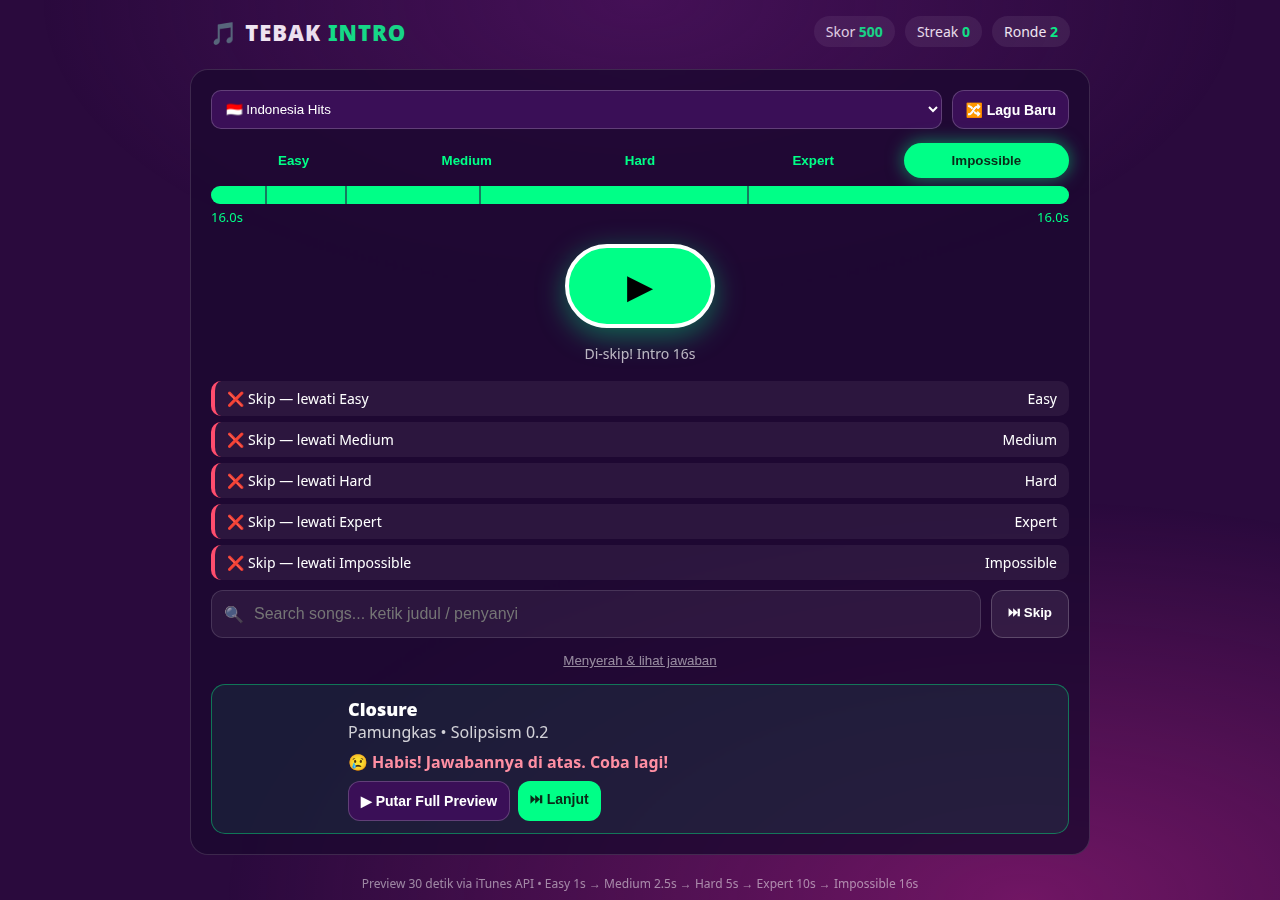 🎵 TEBAK INTRO
Skor 500 Streak 0 Ronde 2
🇮🇩 Indonesia Hits
🔀 Lagu Baru
Easy Medium Hard Expert Impossible
16.0s 16.0s
▶
Di-skip! Intro 16s
❌ Skip — lewati Easy Easy
❌ Skip — lewati Medium Medium
❌ Skip — lewati Hard Hard
❌ Skip — lewati Expert Expert
❌ Skip — lewati Impossible Impossible
🔍 Search songs... ketik judul / penyanyi
⏭ Skip
Menyerah & lihat jawaban
Closure
Pamungkas • Solipsism 0.2
😢 Habis! Jawabannya di atas. Coba lagi!
▶ Putar Full Preview ⏭ Lanjut
Preview 30 detik via iTunes API • Easy 1s → Medium 2.5s → Hard 5s → Expert 10s → Impossible 16s